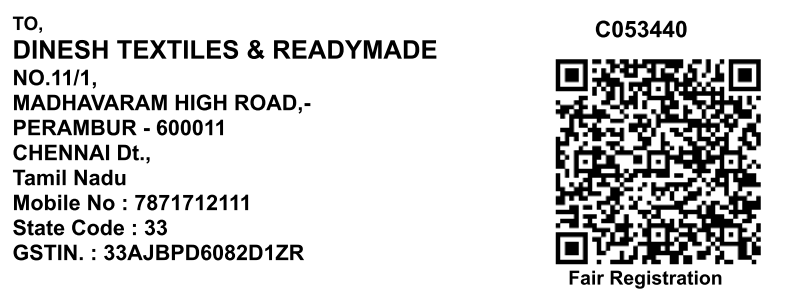 TO,
DINESH TEXTILES & READYMADE
NO.11/1,
MADHAVARAM HIGH ROAD,-
PERAMBUR - 600011
CHENNAI Dt.,
Tamil Nadu
Mobile No : 7871712111
State Code : 33
GSTIN. : 33AJBPD6082D1ZR
C053440
Fair Registration